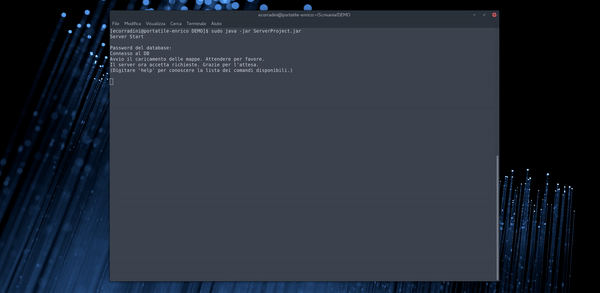 ecorradini@portatile-enrico:~/Scrivania/DEMO
File Modifica Visualizza Cerca Terminale Aiuto
[ecorradini@portatile-enrico DEMO]$ sudo java -jar ServerProject.jar
Server Start
Password del database:
Connesso al DB
Avvio il caricamento delle mappe. Attendere per favore.
Il server ora accetta richieste. Grazie per l'attesa.
(Digitare 'help' per conoscere la lista dei comandi disponibili.)